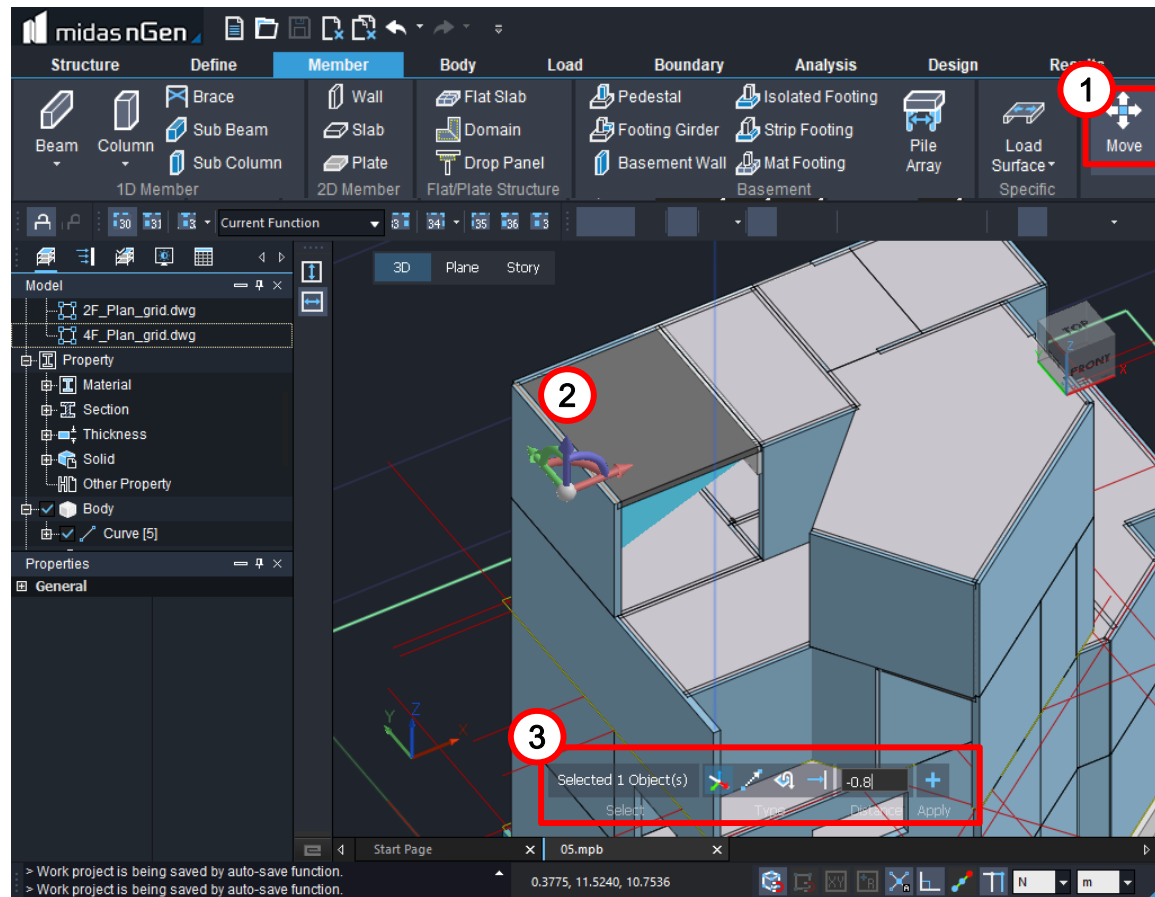 midas nGen
Structure Define Member Body Load Boundary Analysis Design
1
Beam
Column
Brace
Sub Beam
Sub Column
1D Member
Wall
Slab
Plate
2D Member
Flat Slab
Domain
Drop Panel
Flat/Plate Structure
Pedestal
Footing Girder
Basement Wall
Isolated Footing
Strip Footing
Mat Footing
Pile
Array
Basement
Load
Surface
Specific
Move
Current Function
Model
2F_Plan_grid.dwg
4F_Plan_grid.dwg
Property
Material
Section
Thickness
Solid
Other Property
Body
Curve [5]
Properties
General
3D Plane Story
TOP
FRONT
Z
X
2
Z
Y
X
3
Selected 1 Object(s) -0.8
Select Type Distance Apply
Start Page 05.mpb
> Work project is being saved by auto-save function.
> Work project is being saved by auto-save function.
0.3775, 11.5240, 10.7536
N m